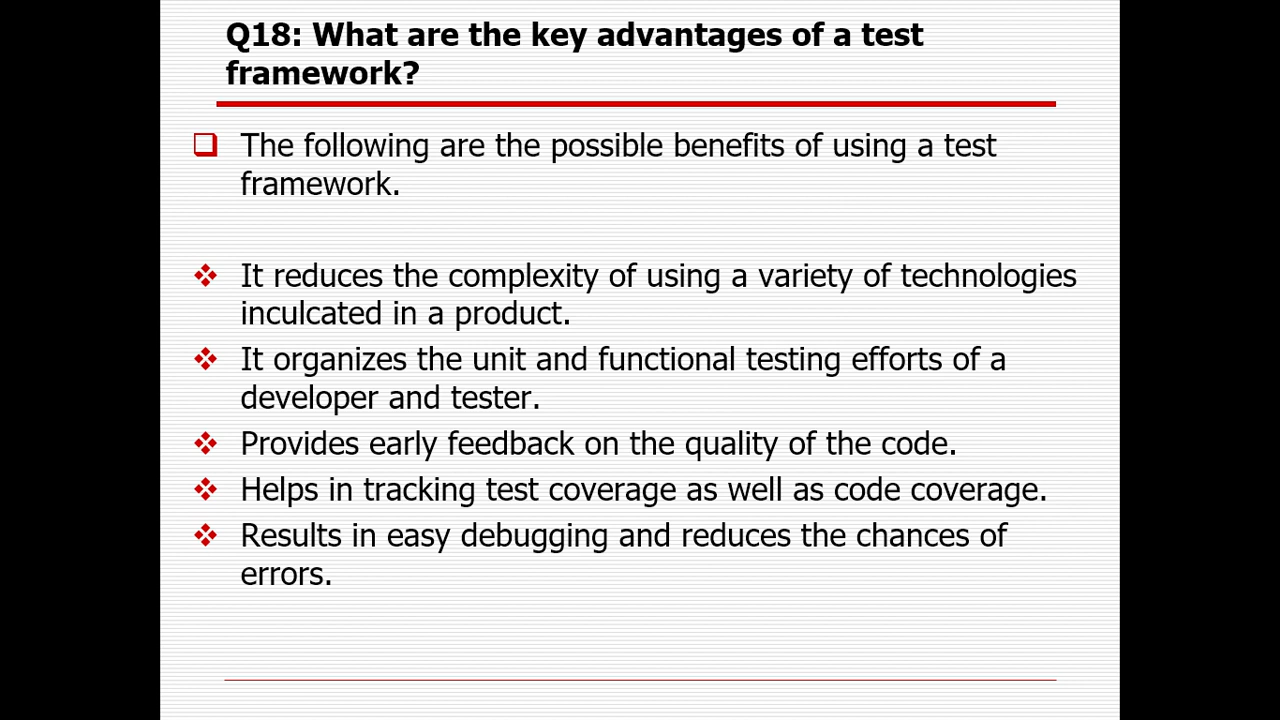 Q18: What are the key advantages of a test
framework?
The following are the possible benefits of using a test
framework.
It reduces the complexity of using a variety of technologies
inculcated in a product.
It organizes the unit and functional testing efforts of a
developer and tester.
Provides early feedback on the quality of the code.
Helps in tracking test coverage as well as code coverage.
Results in easy debugging and reduces the chances of
errors.